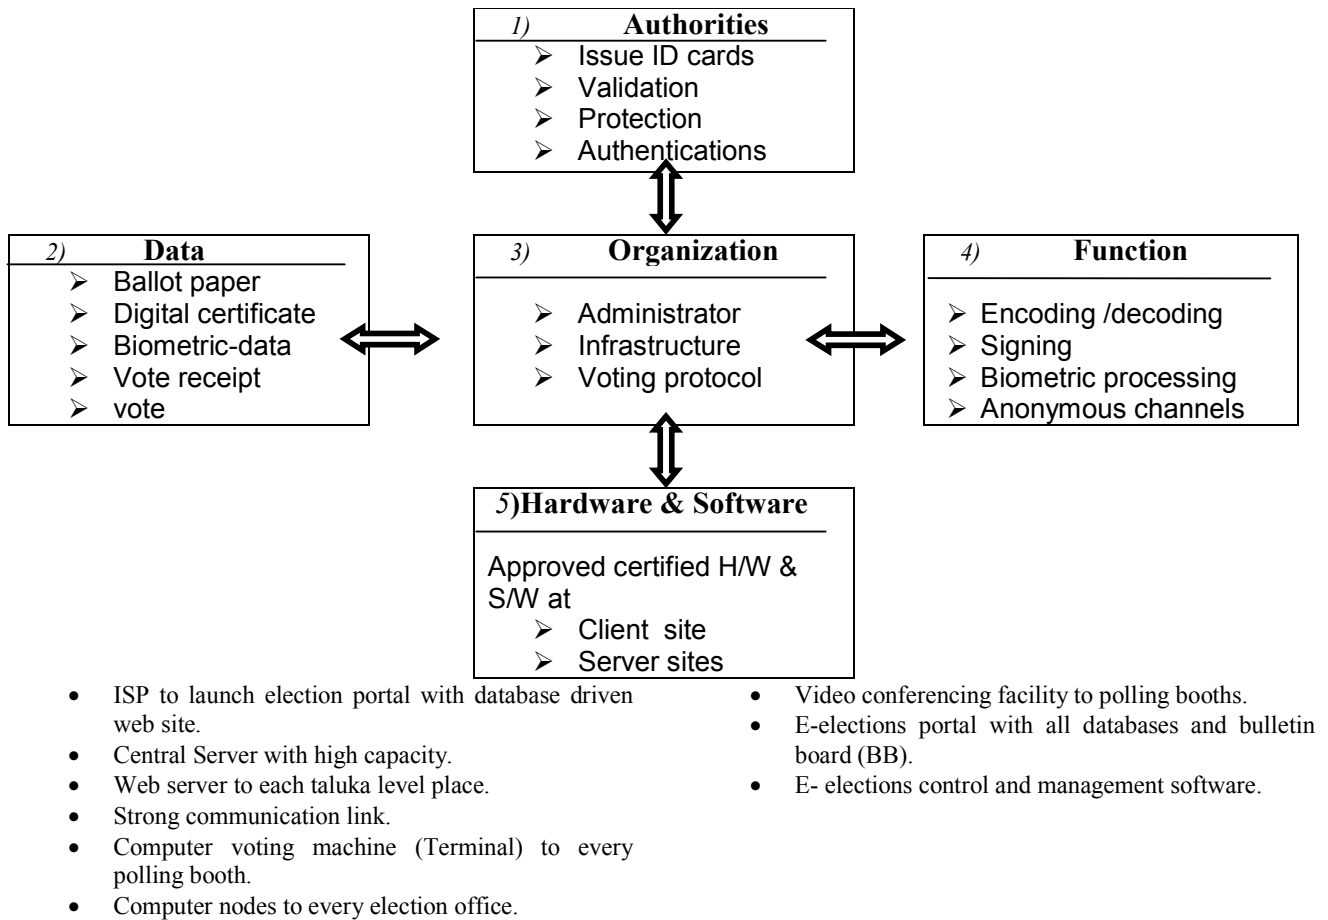 1) Authorities
➢ Issue ID cards
➢ Validation
➢ Protection
➢ Authentications
2) Data
➢ Ballot paper
➢ Digital certificate
➢ Biometric-data
➢ Vote receipt
➢ vote
3) Organization
➢ Administrator
➢ Infrastructure
➢ Voting protocol
4) Function
➢ Encoding /decoding
➢ Signing
➢ Biometric processing
➢ Anonymous channels
5)Hardware & Software
Approved certified H/W &
S/W at
➢ Client site
➢ Server sites
• ISP to launch election portal with database driven
web site.
• Central Server with high capacity.
• Web server to each taluka level place.
• Strong communication link.
• Computer voting machine (Terminal) to every
polling booth.
• Computer nodes to every election office.
• Video conferencing facility to polling booths.
• E-elections portal with all databases and bulletin
board (BB).
• E- elections control and management software.